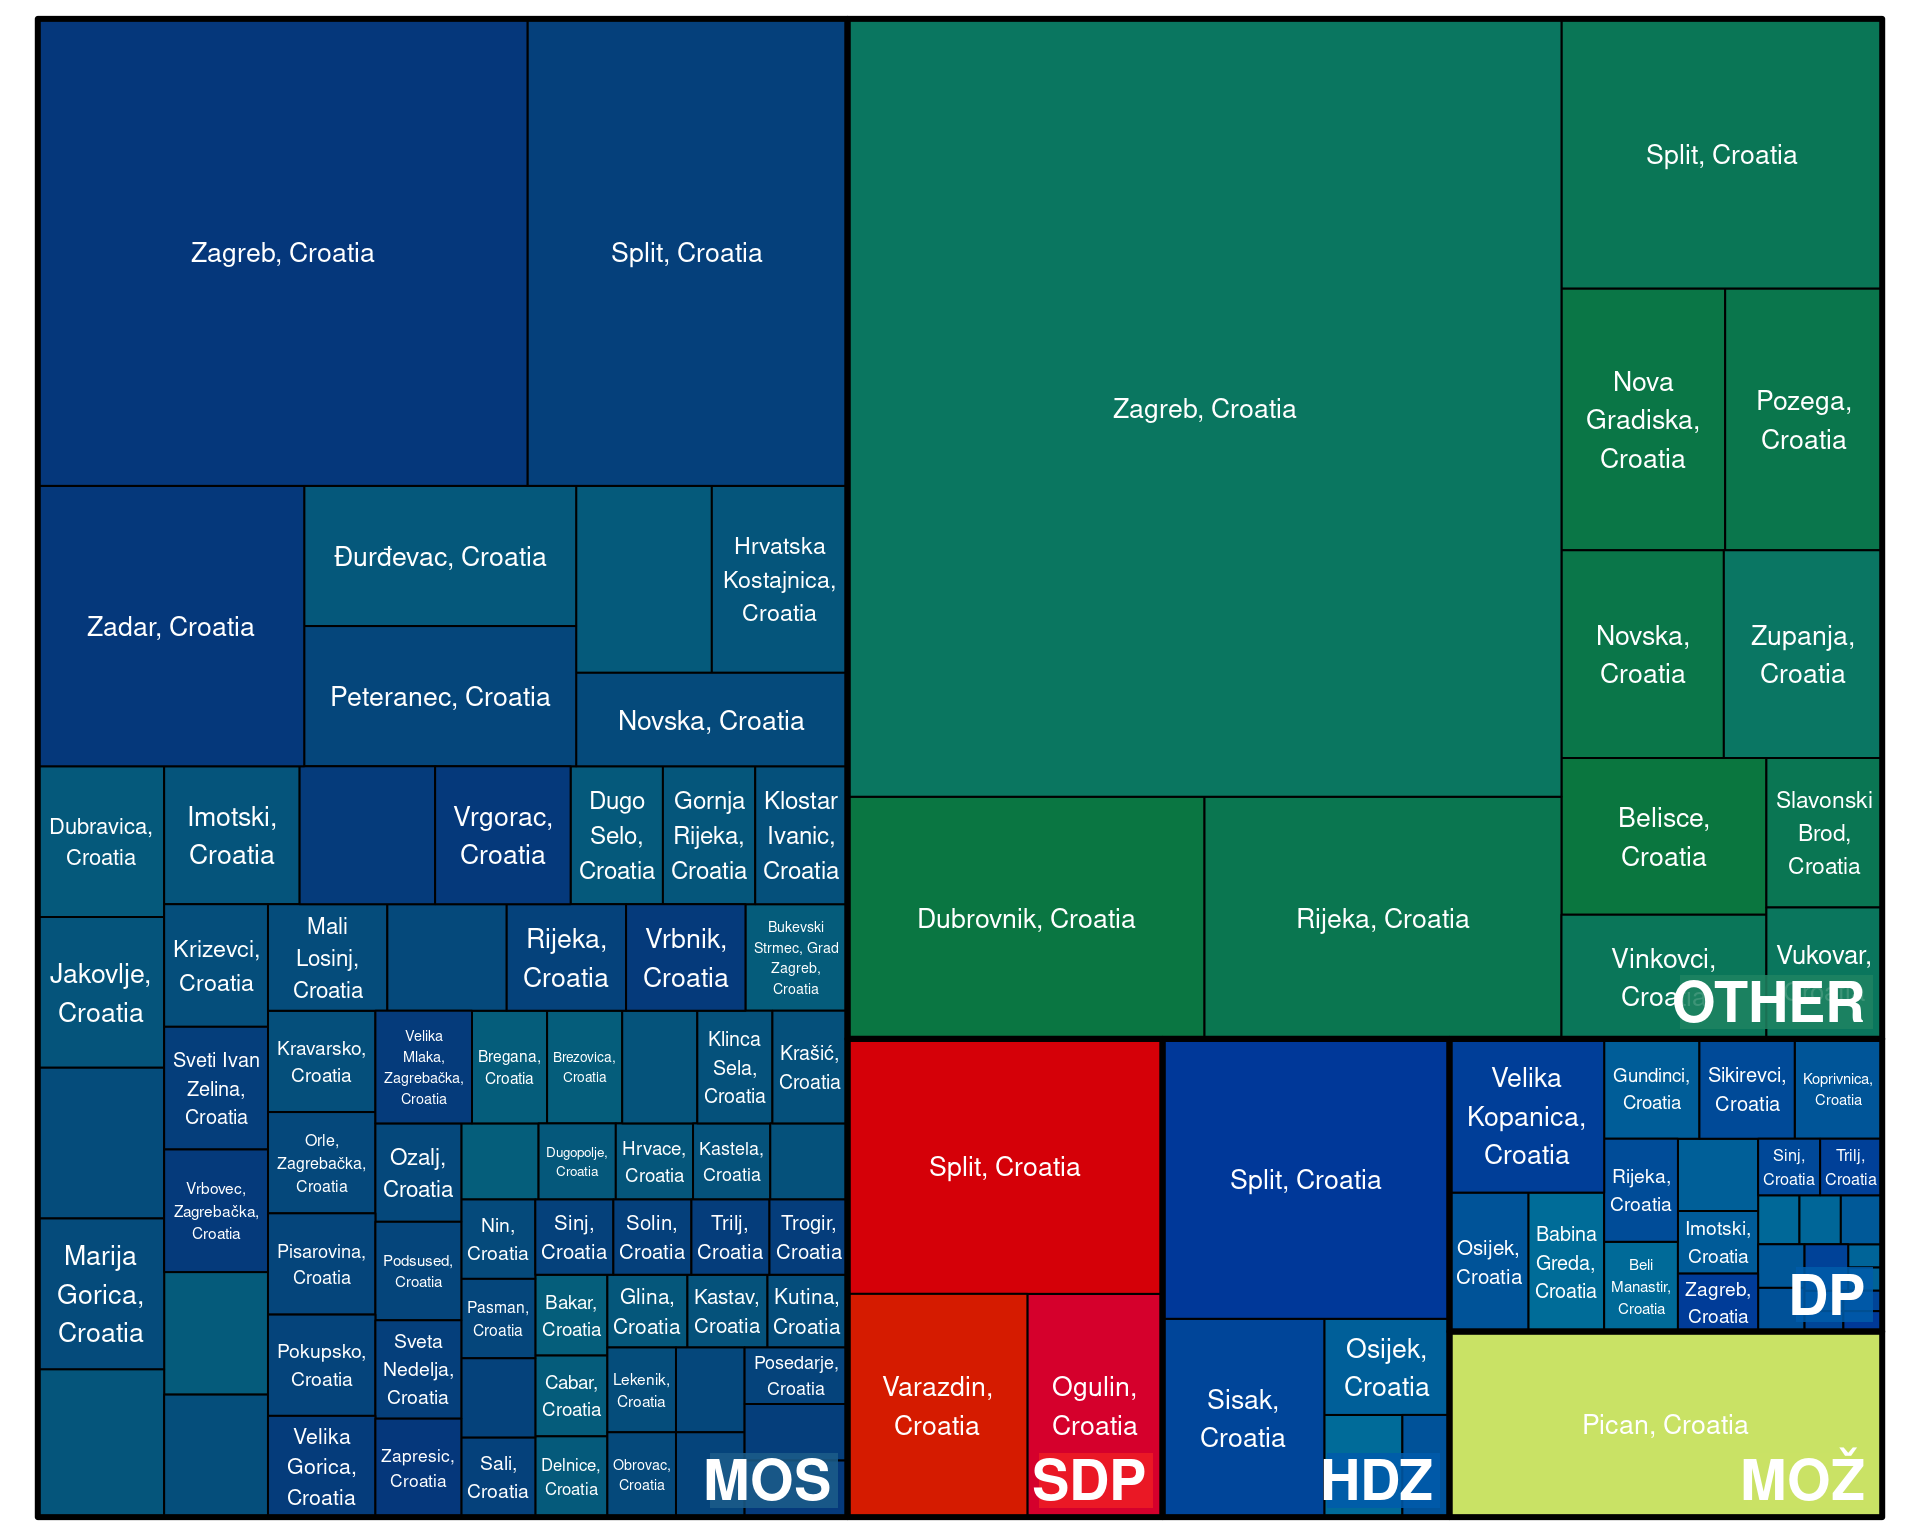 Zagreb, Croatia
Split, Croatia
Zadar, Croatia
Đurđevac, Croatia
Peteranec, Croatia
Hrvatska
Kostajnica,
Croatia
Novska, Croatia
Dubravica,
Croatia
Imotski,
Croatia
Vrgorac,
Croatia
Dugo
Selo,
Croatia
Gornja
Rijeka,
Croatia
Klostar
Ivanic,
Croatia
Jakovlje,
Croatia
Krizevci,
Croatia
Mali
Losinj,
Croatia
Rijeka,
Croatia
Vrbnik,
Croatia
Bukevski
Strmec, Grad
Zagreb,
Croatia
Sveti Ivan
Zelina,
Croatia
Kravarsko,
Croatia
Velika
Mlaka,
Zagrebačka,
Croatia
Bregana,
Croatia
Brezovica,
Croatia
Klinca
Sela,
Croatia
Krašić,
Croatia
Orle,
Zagrebačka,
Croatia
Ozalj,
Croatia
Dugopolje,
Croatia
Hrvace,
Croatia
Kastela,
Croatia
Vrbovec,
Zagrebačka,
Croatia
Nin,
Croatia
Sinj,
Croatia
Solin,
Croatia
Trilj,
Croatia
Trogir,
Croatia
Marija
Gorica,
Croatia
Pisarovina,
Croatia
Podsused,
Croatia
Pasman,
Croatia
Bakar,
Croatia
Glina,
Croatia
Kastav,
Croatia
Kutina,
Croatia
Pokupsko,
Croatia
Sveta
Nedelja,
Croatia
Cabar,
Croatia
Lekenik,
Croatia
Posedarje,
Croatia
Velika
Gorica,
Croatia
Zapresic,
Croatia
Sali,
Croatia
Delnice,
Croatia
Obrovac,
Croatia
MOS
Zagreb, Croatia
Split, Croatia
Nova
Gradiska,
Croatia
Pozega,
Croatia
Novska,
Croatia
Zupanja,
Croatia
Dubrovnik, Croatia
Rijeka, Croatia
Belisce,
Croatia
Slavonski
Brod,
Croatia
Vinkovci,
Croatia
Vukovar,
Croatia
OTHER
Split, Croatia
Varazdin,
Croatia
Ogulin,
Croatia
SDP
Split, Croatia
Sisak,
Croatia
Osijek,
Croatia
HDZ
Velika
Kopanica,
Croatia
Gundinci,
Croatia
Sikirevci,
Croatia
Koprivnica,
Croatia
Osijek,
Croatia
Babina
Greda,
Croatia
Rijeka,
Croatia
Beli
Manastir,
Croatia
Imotski,
Croatia
Zagreb,
Croatia
Sinj,
Croatia
Trilj,
Croatia
DP
Pican, Croatia
MOŽ